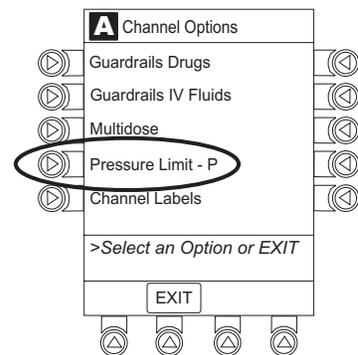 A Channel Options
Guardrails Drugs
Guardrails IV Fluids
Multidose
Pressure Limit - P
Channel Labels
>Select an Option or EXIT
EXIT